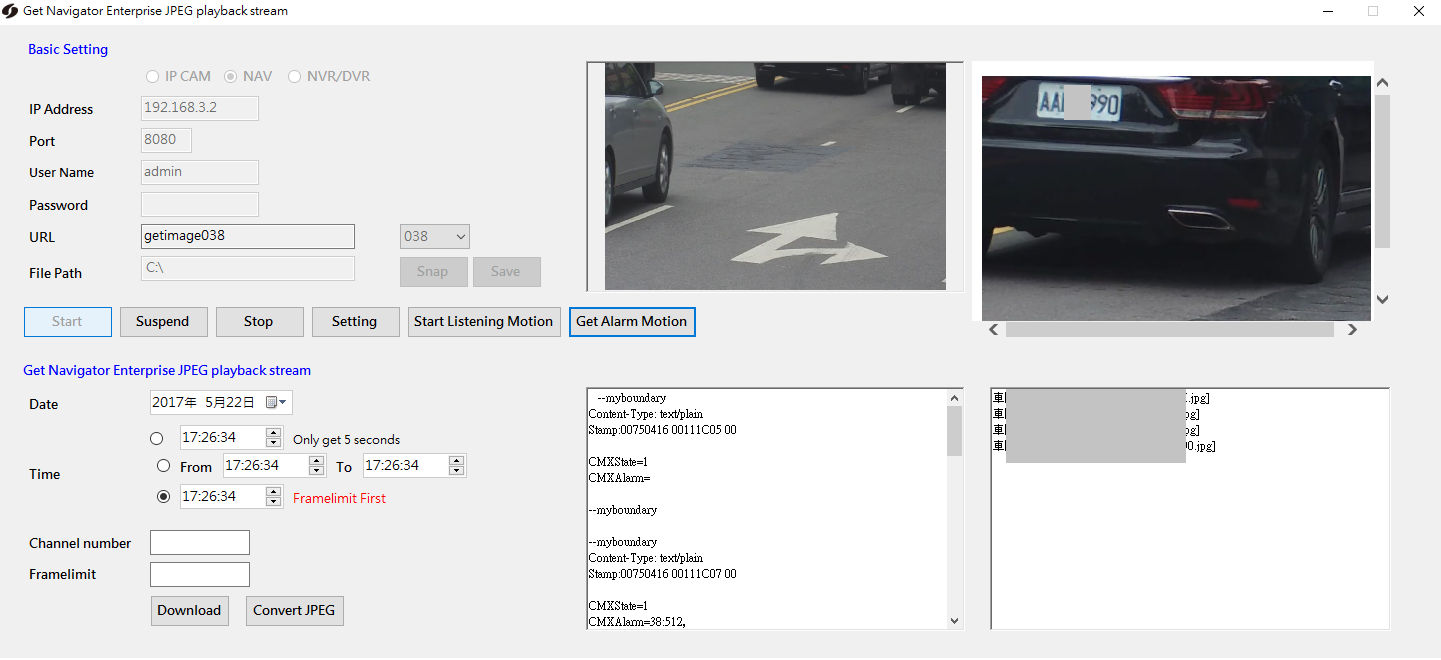 Get Navigator Enterprise JPEG playback stream
Basic Setting
IP CAM NAV NVR/DVR
IP Address 192.168.3.2
Port 8080
User Name admin
Password
URL getimage038 038
File Path C:\ Snap Save
Start Suspend Stop Setting Start Listening Motion Get Alarm Motion
AA 990
Get Navigator Enterprise JPEG playback stream
Date 2017年 5月22日
17:26:34 Only get 5 seconds
Time From 17:26:34 To 17:26:34
17:26:34 Framelimit First
Channel number
Framelimit
Download Convert JPEG
--myboundary
Content-Type: text/plain
Stamp:00750416 00111C05 00
CMXState=1
CMXAlarm=
--myboundary
--myboundary
Content-Type: text/plain
Stamp:00750416 00111C07 00
CMXState=1
CMXAlarm=38:512,
車 .jpg]
車 pg]
車 pg]
車 0.jpg]